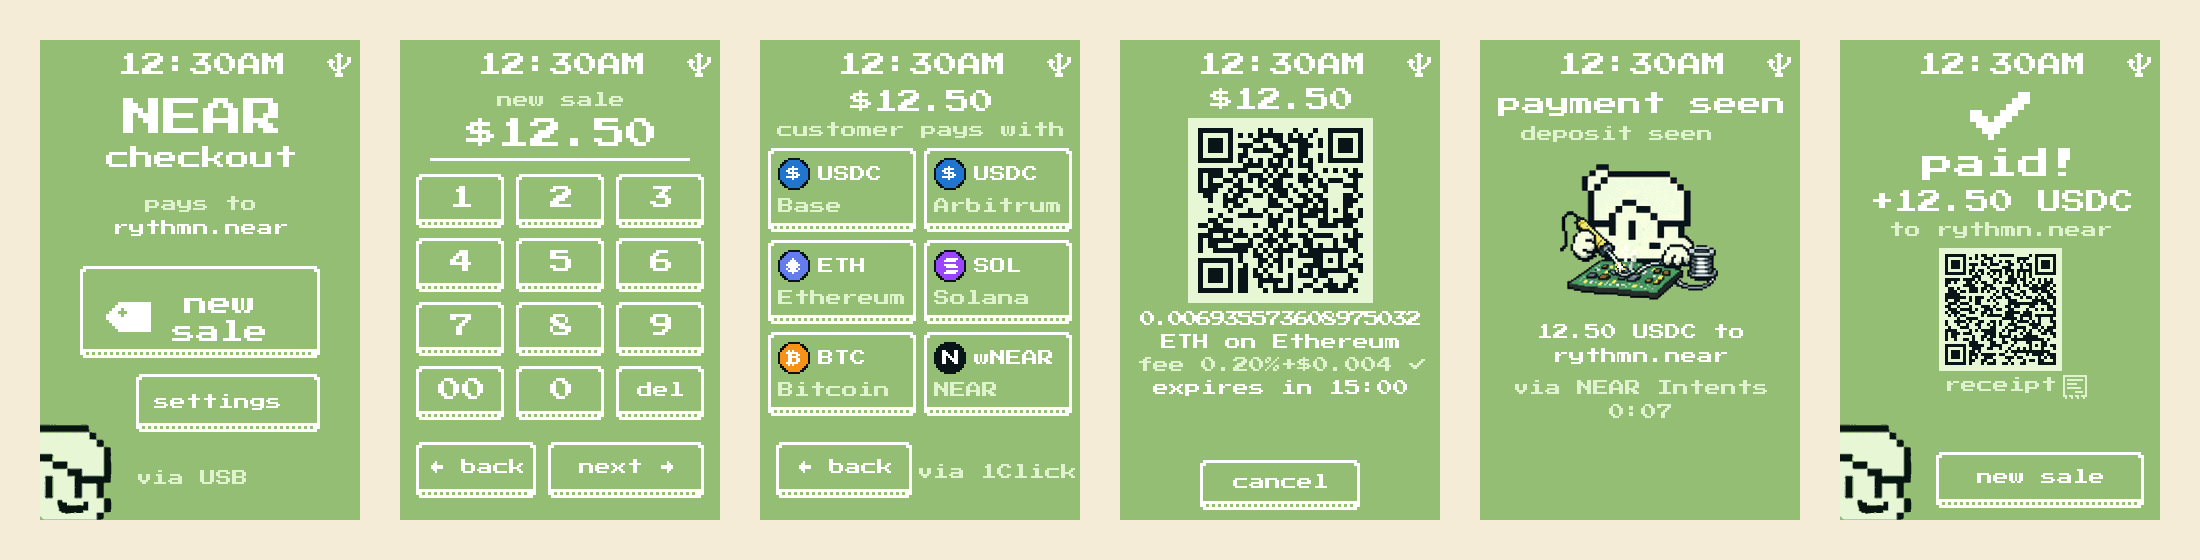 12:30AM
NEAR
checkout
pays to
rythmn.near
new
sale
settings
via USB
12:30AM
new sale
$12.50
1 2 3
4 5 6
7 8 9
00 0 del
← back next →
12:30AM
$12.50
customer pays with
$ USDC $ USDC
Base Arbitrum
ETH SOL
Ethereum Solana
₿ BTC N wNEAR
Bitcoin NEAR
← back via 1Click
12:30AM
$12.50
0.006935573608975032
ETH on Ethereum
fee 0.20%+$0.004 ✓
expires in 15:00
cancel
12:30AM
payment seen
deposit seen
12.50 USDC to
rythmn.near
via NEAR Intents
0:07
12:30AM
paid!
+12.50 USDC
to rythmn.near
receipt
new sale